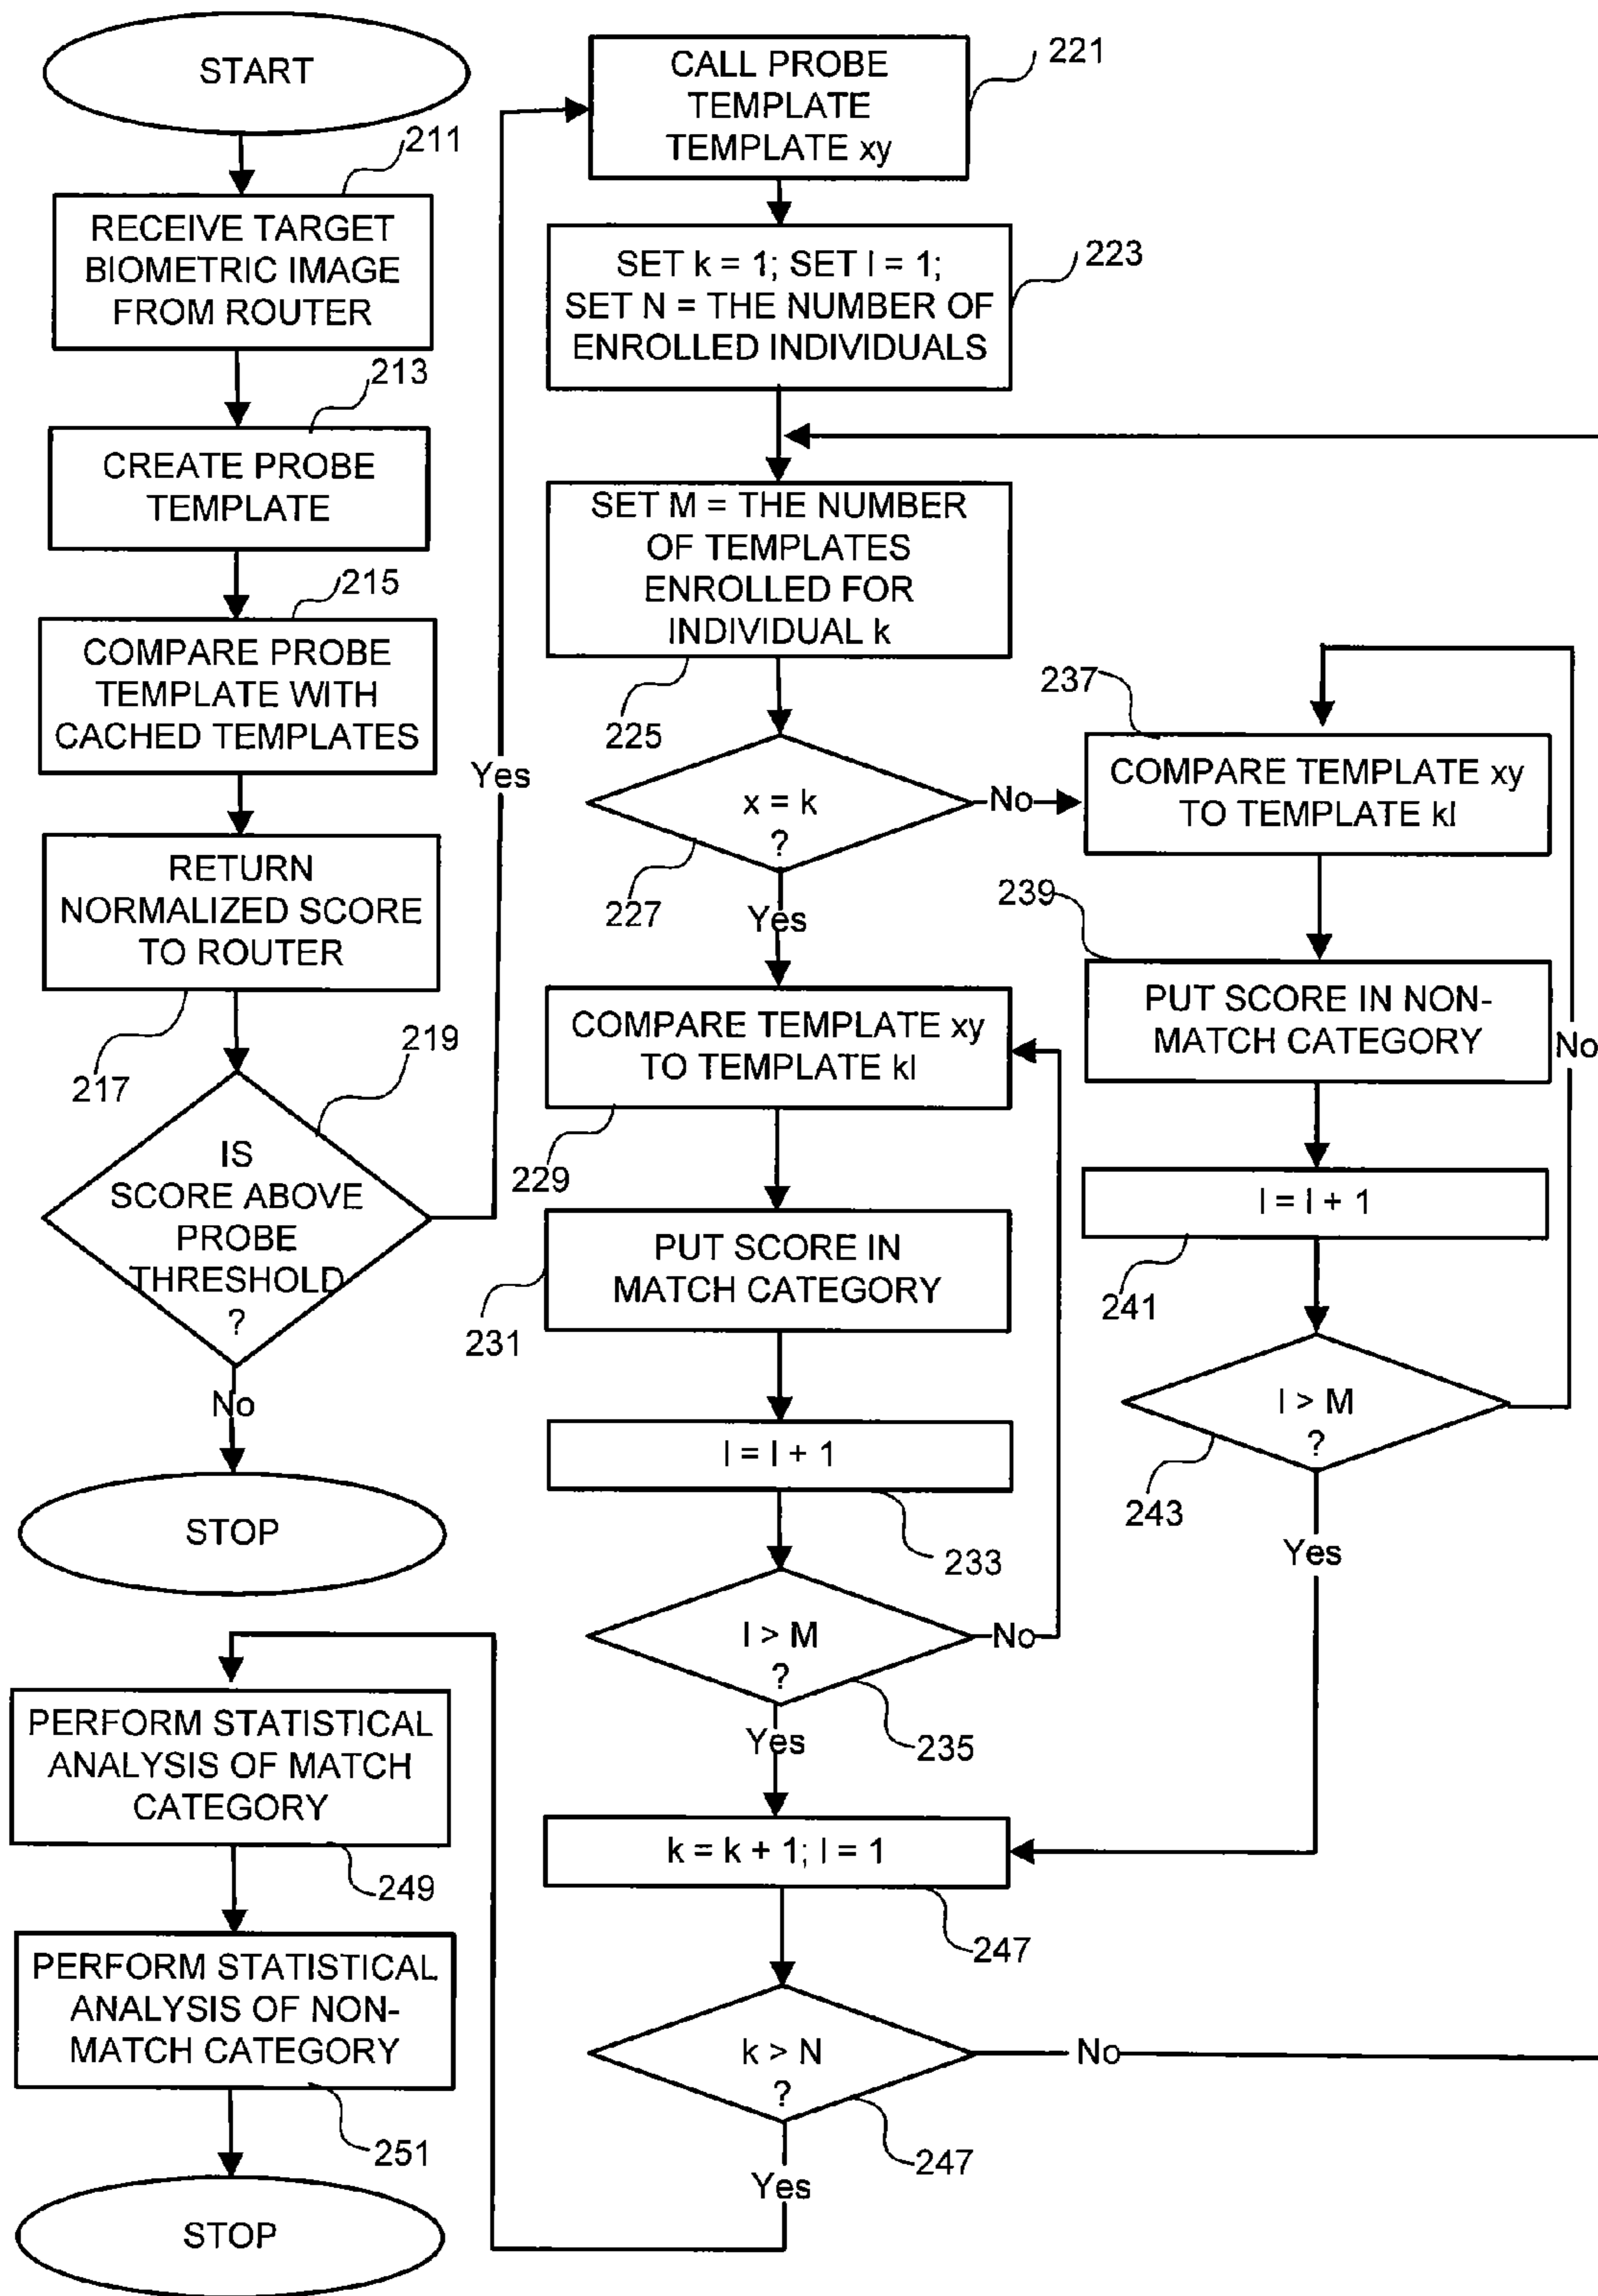 START
211
RECEIVE TARGET
BIOMETRIC IMAGE
FROM ROUTER
213
CREATE PROBE
TEMPLATE
215
COMPARE PROBE
TEMPLATE WITH
CACHED TEMPLATES
RETURN
NORMALIZED SCORE
TO ROUTER
217
219
IS
SCORE ABOVE
PROBE
THRESHOLD
?
Yes
No
STOP
CALL PROBE
TEMPLATE
TEMPLATE xy
221
SET k = 1; SET l = 1;
SET N = THE NUMBER OF
ENROLLED INDIVIDUALS
223
SET M = THE NUMBER
OF TEMPLATES
ENROLLED FOR
INDIVIDUAL k
225
x = k
?
227
No
Yes
COMPARE TEMPLATE xy
TO TEMPLATE kl
229
PUT SCORE IN
MATCH CATEGORY
231
l = l + 1
233
l > M
?
No
235
Yes
237
COMPARE TEMPLATE xy
TO TEMPLATE kl
239
PUT SCORE IN NON-
MATCH CATEGORY
l = l + 1
241
l > M
?
243
No
Yes
k = k + 1; l = 1
247
k > N
?
No
247
Yes
PERFORM STATISTICAL
ANALYSIS OF MATCH
CATEGORY
249
PERFORM STATISTICAL
ANALYSIS OF NON-
MATCH CATEGORY
251
STOP